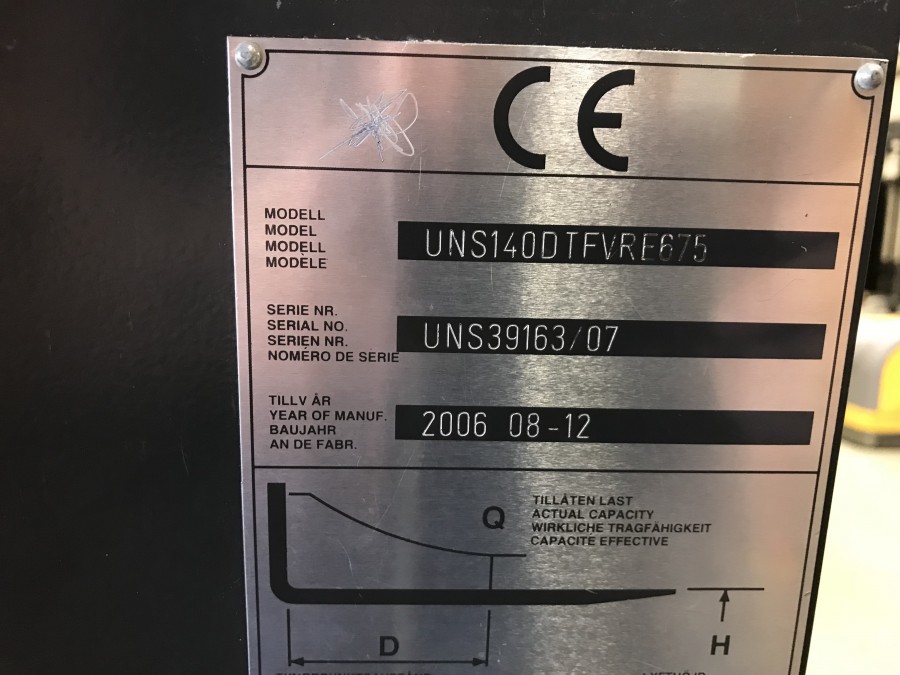 CE
MODELL
MODEL
MODELL
MODÈLE
UNS140DTFVRE675
SERIE NR.
SERIAL NO.
SERIEN NR.
NOMÉRO DE SERIE
UNS39163/07
TILLV ÅR
YEAR OF MANUF.
BAUJAHR
AN DE FABR.
2006 08-12
Q
TILLÅTEN LAST
ACTUAL CAPACITY
WIRKLICHE TRAGFÄHIGKEIT
CAPACITE EFFECTIVE
D
H